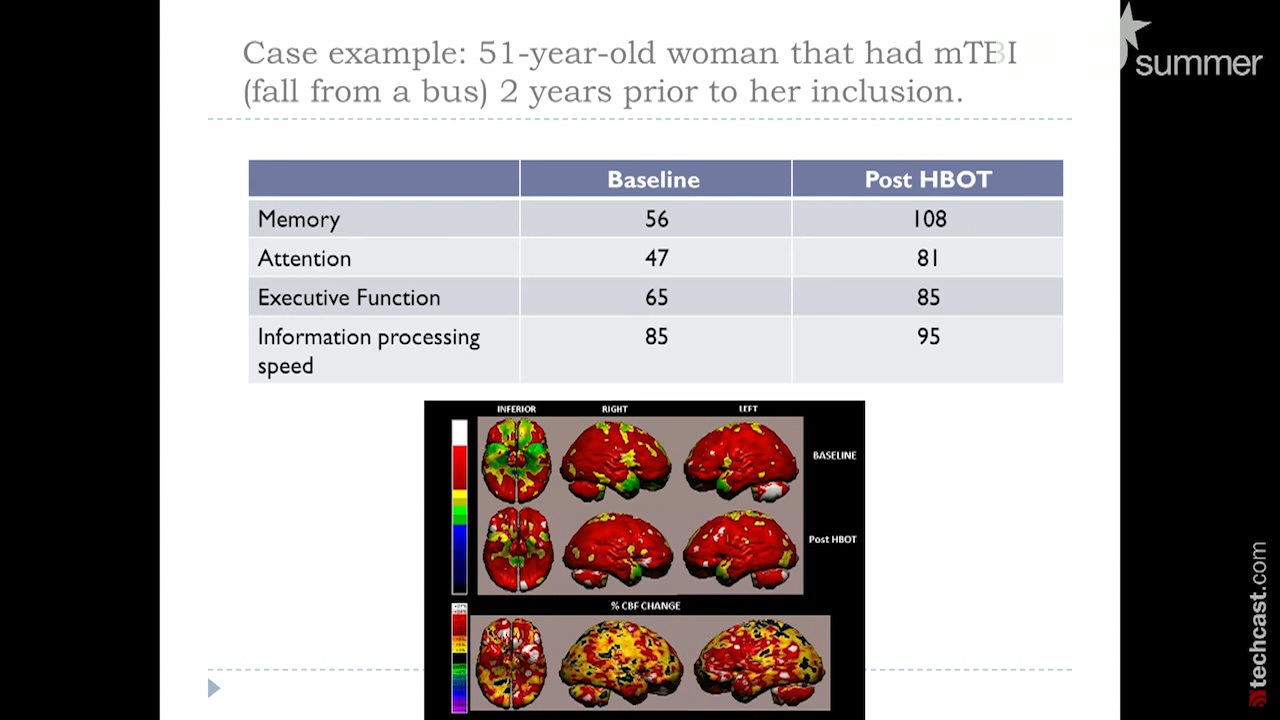 summer
Case example: 51-year-old woman that had mTBI
(fall from a bus) 2 years prior to her inclusion.
Baseline Post HBOT
Memory 56 108
Attention 47 81
Executive Function 65 85
Information processing 85 95
speed
INFERIOR RIGHT LEFT
BASELINE
Post HBOT
% CBF CHANGE
techcast.com